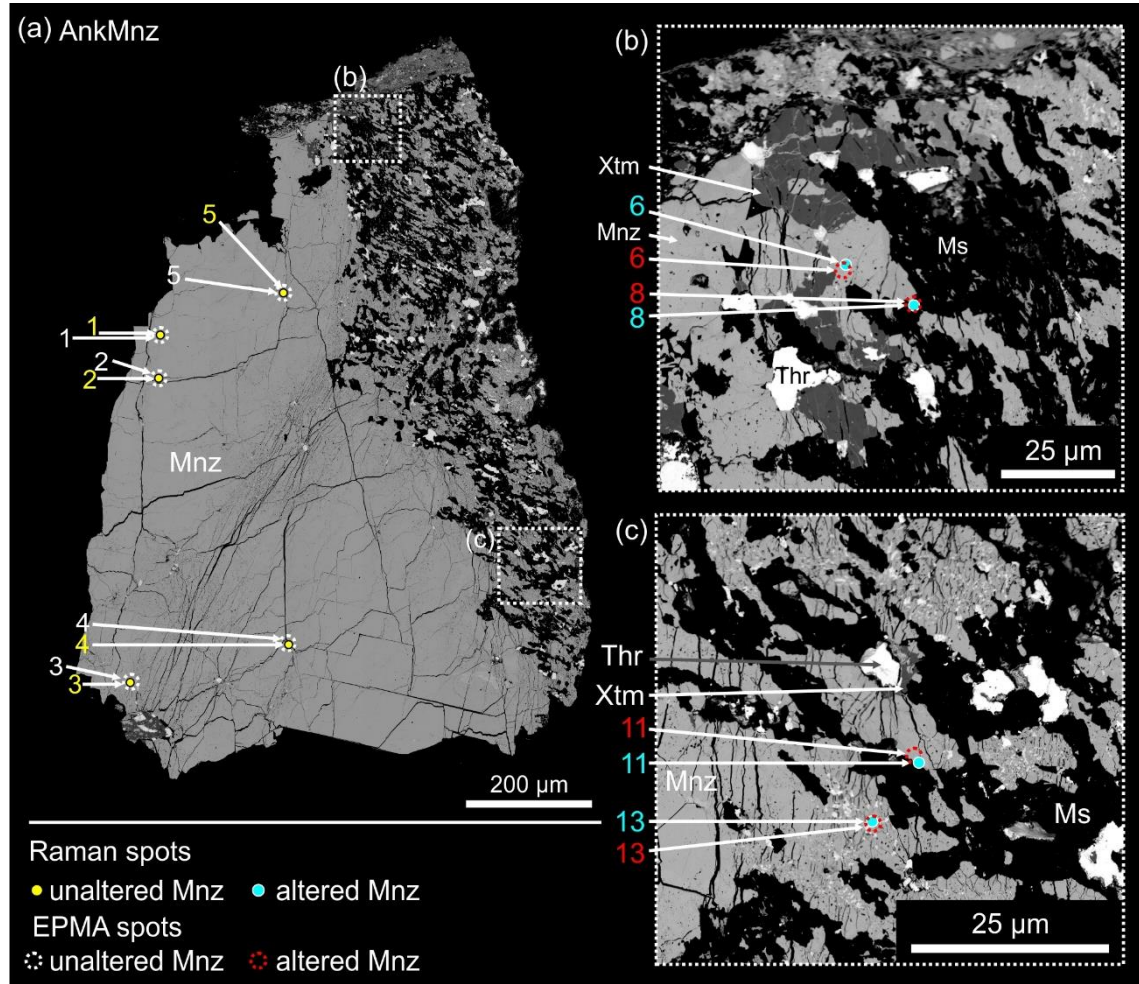 (a) AnkMnz
(b)
5
5
1
1
2
2
Mnz
(c)
4
4
3
3
200 µm
Raman spots
unaltered Mnz
altered Mnz
EPMA spots
unaltered Mnz
altered Mnz
(b)
Xtm
6
Mnz
6
8
8
Ms
Thr
25 µm
(c)
Thr
Xtm
11
11
Mnz
13
13
Ms
25 µm